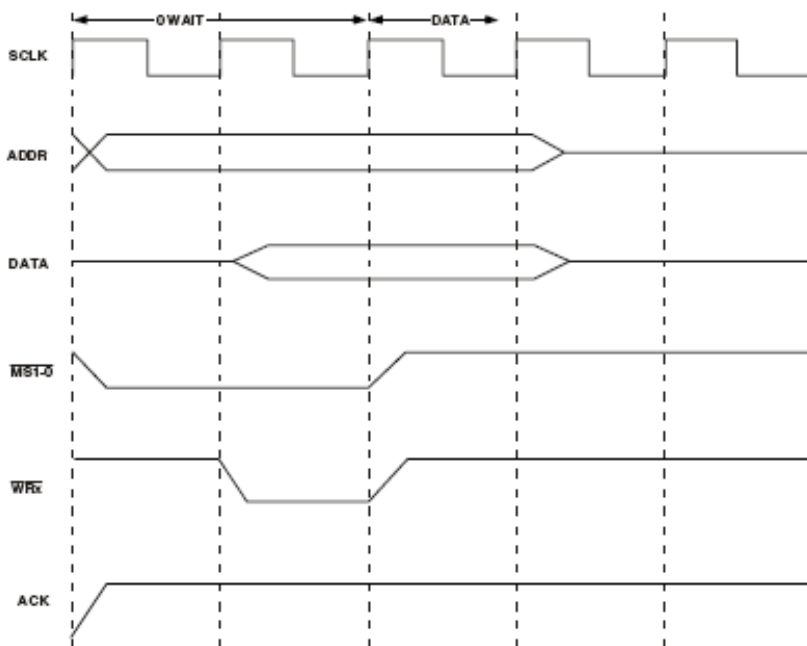 0 WAIT
DATA
SCLK
ADDR
DATA
MS1-0
WRx
ACK